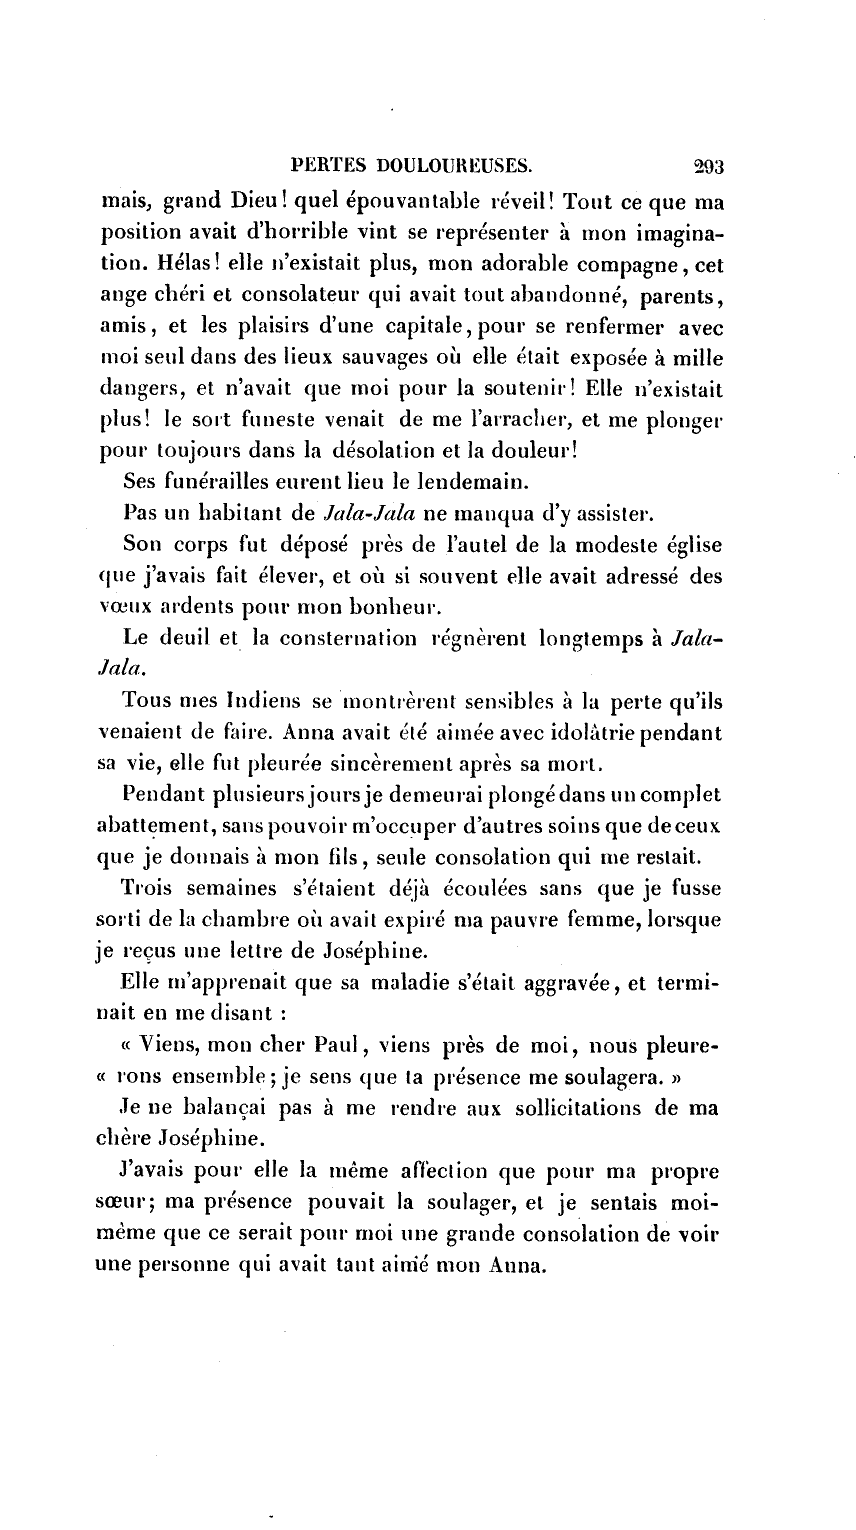 PERTES DOULOUREUSES. 293
mais, grand Dieu! quel épouvantable réveil! Tout ce que ma
position avait d'horrible vint se représenter à mon imagina-
tion. Hélas! elle n'existait plus, mon adorable compagne, cet
ange chéri et consolateur qui avait tout abandonné, parents,
amis, et les plaisirs d'une capitale, pour se renfermer avec
moi seul dans des lieux sauvages où elle était exposée à mille
dangers, et n'avait que moi pour la soutenir! Elle n'existait
plus! le sort funeste venait de me l'arracher, et me plonger
pour toujours dans la désolation et la douleur!
Ses funérailles eurent lieu le lendemain.
Pas un habitant de Jala-Jala ne manqua d'y assister.
Son corps fut déposé près de l'autel de la modeste église
que j'avais fait élever, et où si souvent elle avait adressé des
vœux ardents pour mon bonheur.
Le deuil et la consternation régnèrent longtemps à Jala-
Jala.
Tous mes Indiens se montrèrent sensibles à la perte qu'ils
venaient de faire. Anna avait été aimée avec idolâtrie pendant
sa vie, elle fut pleurée sincèrement après sa mort.
Pendant plusieurs jours je demeurai plongé dans un complet
abattement, sans pouvoir m'occuper d'autres soins que de ceux
que je donnais à mon fils, seule consolation qui me restait.
Trois semaines s'étaient déjà écoulées sans que je fusse
sorti de la chambre où avait expiré ma pauvre femme, lorsque
je reçus une lettre de Joséphine.
Elle m'apprenait que sa maladie s'était aggravée, et termi-
nait en me disant :
« Viens, mon cher Paul, viens près de moi, nous pleure-
« rons ensemble; je sens que ta présence me soulagera. »
Je ne balançai pas à me rendre aux sollicitations de ma
chère Joséphine.
J'avais pour elle la même affection que pour ma propre
sœur; ma présence pouvait la soulager, et je sentais moi-
même que ce serait pour moi une grande consolation de voir
une personne qui avait tant aimé mon Anna.